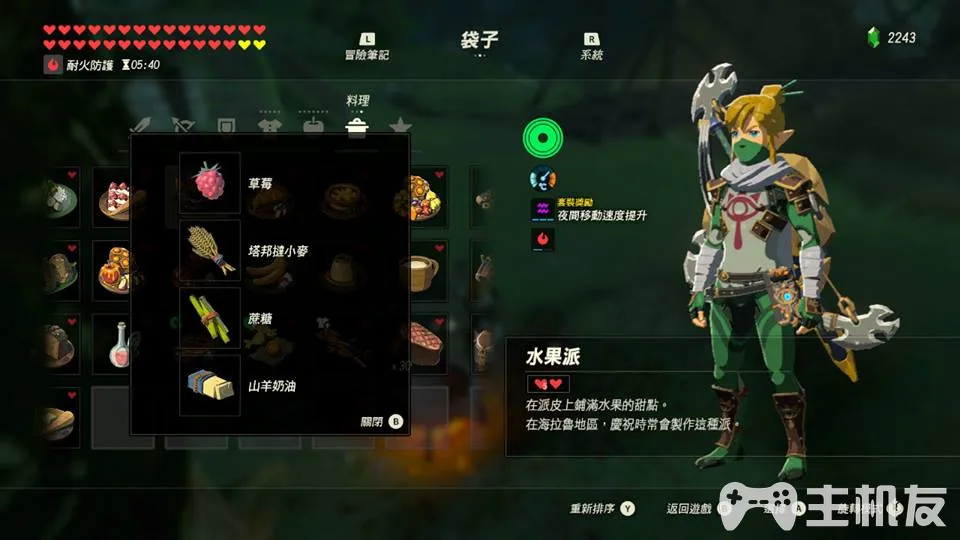 L
冒險筆記
袋子
R
系統
2243
耐火防護 05:40
料理
草莓
塔邦撻小麥
蔗糖
山羊奶油
關閉 B
套裝獎勵
夜間移動速度提升
水果派
在派皮上鋪滿水果的甜點。
在海拉魯地區，慶祝時常會製作這種派。
重新排序 Y
返回遊戲
主机友